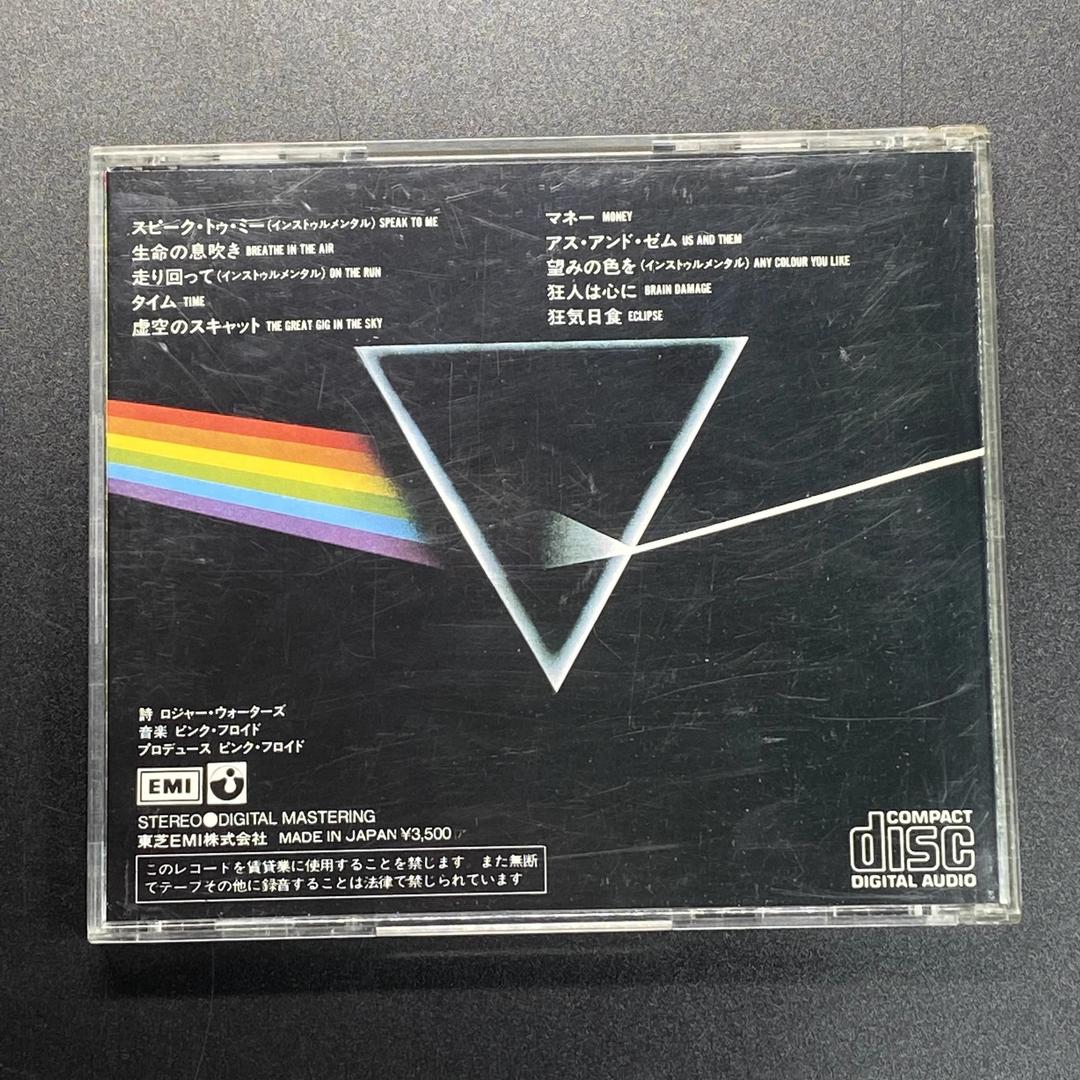 スピーク・トゥ・ミー(インストゥルメンタル) SPEAK TO ME
生命の息吹き BREATHE IN THE AIR
走り回って(インストゥルメンタル) ON THE RUN
タイム TIME
虚空のスキャット THE GREAT GIG IN THE SKY
マネー MONEY
アス・アンド・ゼム US AND THEM
望みの色を(インストゥルメンタル) ANY COLOUR YOU LIKE
狂人は心に BRAIN DAMAGE
狂気日食 ECLIPSE
詩 ロジャー・ウォーターズ
音楽 ピンク・フロイド
プロデュース ピンク・フロイド
EMI
STEREO●DIGITAL MASTERING
東芝EMI株式会社 MADE IN JAPAN ¥3,500
このレコードを賃貸業に使用することを禁じます また無断
でテープその他に録音することは法律で禁じられています
COMPACT
disc
DIGITAL AUDIO